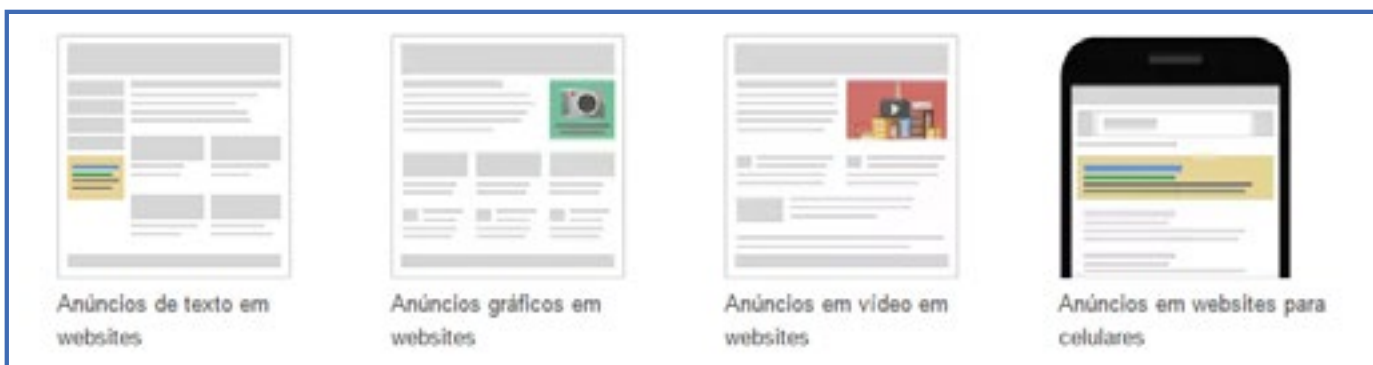 Anúncios de texto em
websites
Anúncios gráficos em
websites
Anúncios em vídeo em
websites
Anúncios em websites para
celulares